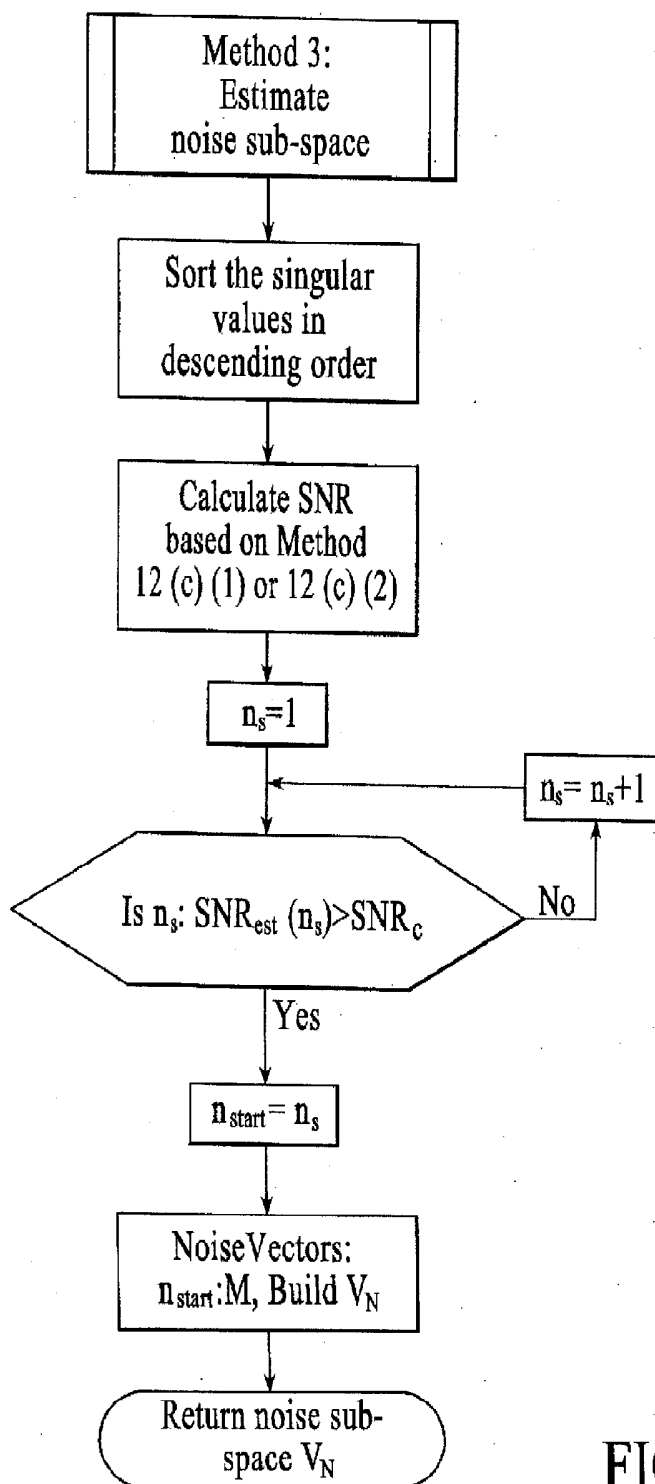 Method 3:
Estimate
noise sub-space
Sort the singular
values in
descending order
Calculate SNR
based on Method
12 (c) (1) or 12 (c) (2)
nₛ=1
nₛ= nₛ+1
Is nₛ: SNRest (nₛ)>SNRc
No
Yes
nstart= nₛ
NoiseVectors:
nstart:M, Build VN
Return noise sub-
space VN